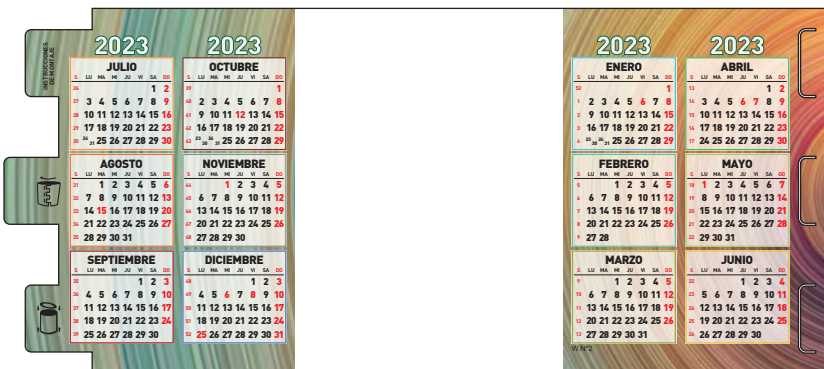 INSTRUCCIONES
DE MONTAJE
2023 2023
JULIO
S LU MA MI JU VI SA DO
26 1 2
27 3 4 5 6 7 8 9
28 10 11 12 13 14 15 16
29 17 18 19 20 21 22 23
30 24 31 25 26 27 28 29 30
OCTUBRE
S LU MA MI JU VI SA DO
39 1
40 2 3 4 5 6 7 8
41 9 10 11 12 13 14 15
42 16 17 18 19 20 21 22
43 23 30 24 31 25 26 27 28 29
AGOSTO
S LU MA MI JU VI SA DO
31 1 2 3 4 5 6
32 7 8 9 10 11 12 13
33 14 15 16 17 18 19 20
34 21 22 23 24 25 26 27
35 28 29 30 31
NOVIEMBRE
S LU MA MI JU VI SA DO
44 1 2 3 4 5
45 6 7 8 9 10 11 12
46 13 14 15 16 17 18 19
47 20 21 22 23 24 25 26
48 27 28 29 30
SEPTIEMBRE
S LU MA MI JU VI SA DO
35 1 2 3
36 4 5 6 7 8 9 10
37 11 12 13 14 15 16 17
38 18 19 20 21 22 23 24
39 25 26 27 28 29 30
DICIEMBRE
S LU MA MI JU VI SA DO
48 1 2 3
49 4 5 6 7 8 9 10
50 11 12 13 14 15 16 17
51 18 19 20 21 22 23 24
52 25 26 27 28 29 30 31
2023 2023
ENERO
S LU MA MI JU VI SA DO
52 1
1 2 3 4 5 6 7 8
2 9 10 11 12 13 14 15
3 16 17 18 19 20 21 22
4 23 30 24 31 25 26 27 28 29
ABRIL
S LU MA MI JU VI SA DO
13 1 2
14 3 4 5 6 7 8 9
15 10 11 12 13 14 15 16
16 17 18 19 20 21 22 23
17 24 25 26 27 28 29 30
FEBRERO
S LU MA MI JU VI SA DO
5 1 2 3 4 5
6 6 7 8 9 10 11 12
7 13 14 15 16 17 18 19
8 20 21 22 23 24 25 26
9 27 28
MAYO
S LU MA MI JU VI SA DO
18 1 2 3 4 5 6 7
19 8 9 10 11 12 13 14
20 15 16 17 18 19 20 21
21 22 23 24 25 26 27 28
22 29 30 31
MARZO
S LU MA MI JU VI SA DO
9 1 2 3 4 5
10 6 7 8 9 10 11 12
11 13 14 15 16 17 18 19
12 20 21 22 23 24 25 26
13 27 28 29 30 31
JUNIO
S LU MA MI JU VI SA DO
22 1 2 3 4
23 5 6 7 8 9 10 11
24 12 13 14 15 16 17 18
25 19 20 21 22 23 24 25
26 26 27 28 29 30
W.Nº2